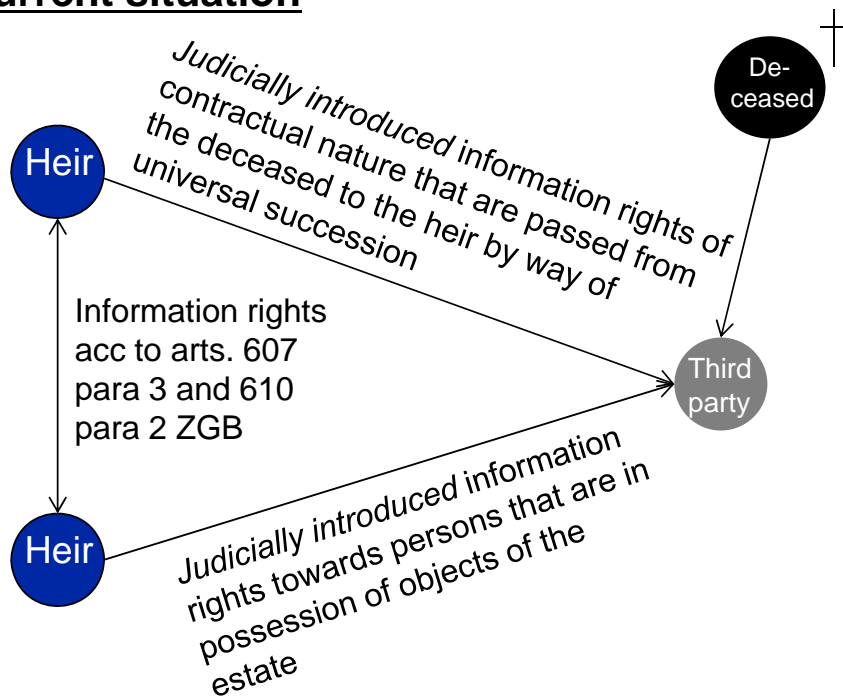 urrent situation
De-
ceased
Judicially introduced information rights of
contractual nature that are passed from
the deceased to the heir by way of
universal succession
Heir
Information rights
acc to arts. 607
para 3 and 610
para 2 ZGB
Third
party
Heir
Judicially introduced information
rights towards persons that are in
possession of objects of the
estate